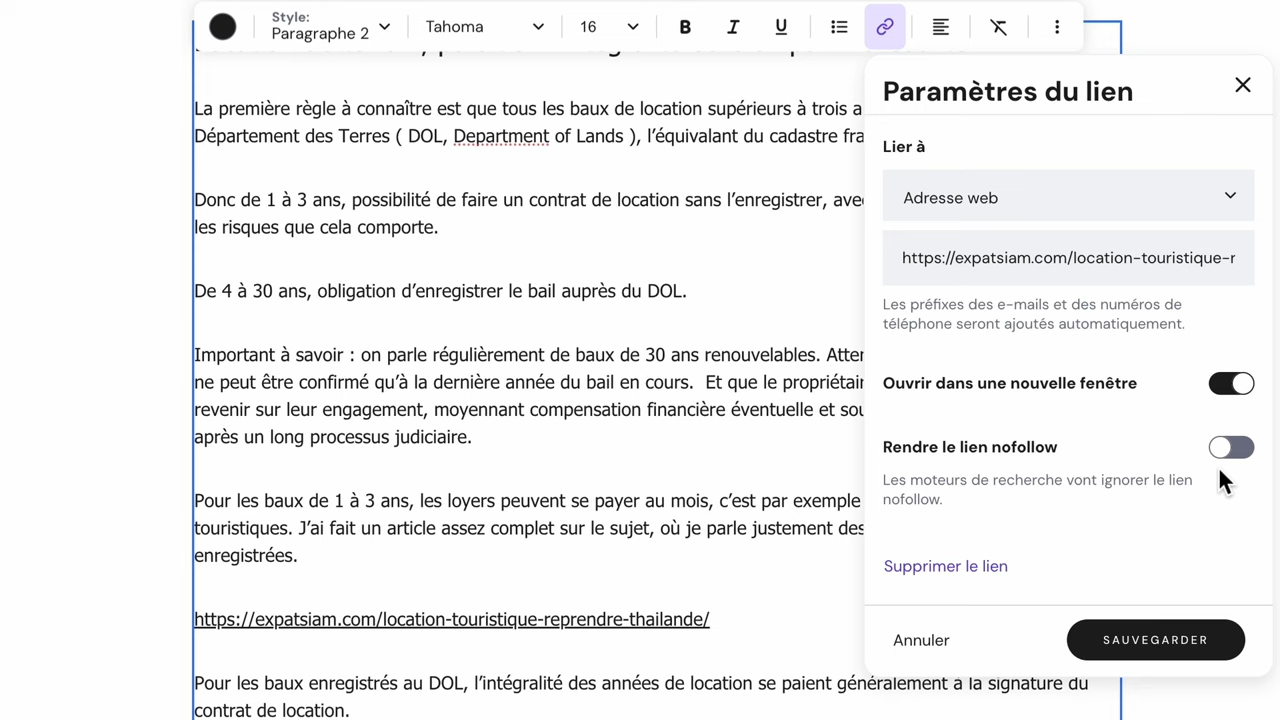 Style:
Paragraphe 2
Tahoma
16
B
I
U
La première règle à connaître est que tous les baux de location supérieurs à trois
Département des Terres ( DOL, Department of Lands ), l’équivalant du cadastre
Donc de 1 à 3 ans, possibilité de faire un contrat de location sans l’enregistrer,
les risques que cela comporte.
De 4 à 30 ans, obligation d’enregistrer le bail auprès du DOL.
Important à savoir : on parle régulièrement de baux de 30 ans renouvelables.
ne peut être confirmé qu’à la dernière année du bail en cours.  Et que le
revenir sur leur engagement, moyennant compensation financière éventuelle et
après un long processus judiciaire.
Pour les baux de 1 à 3 ans, les loyers peuvent se payer au mois, c’est par exemple
touristiques. J’ai fait un article assez complet sur le sujet, où je parle justement des
enregistrées.
https://expatsiam.com/location-touristique-reprendre-thailande/
Pour les baux enregistrés au DOL, l’intégralité des années de location se paient généralement à la signature du
contrat de location.
Paramètres du lien
Lier à
Adresse web
https://expatsiam.com/location-touristique-r
Les préfixes des e-mails et des numéros de
téléphone seront ajoutés automatiquement.
Ouvrir dans une nouvelle fenêtre
Rendre le lien nofollow
Les moteurs de recherche vont ignorer le lien
nofollow.
Supprimer le lien
Annuler
SAUVEGARDER